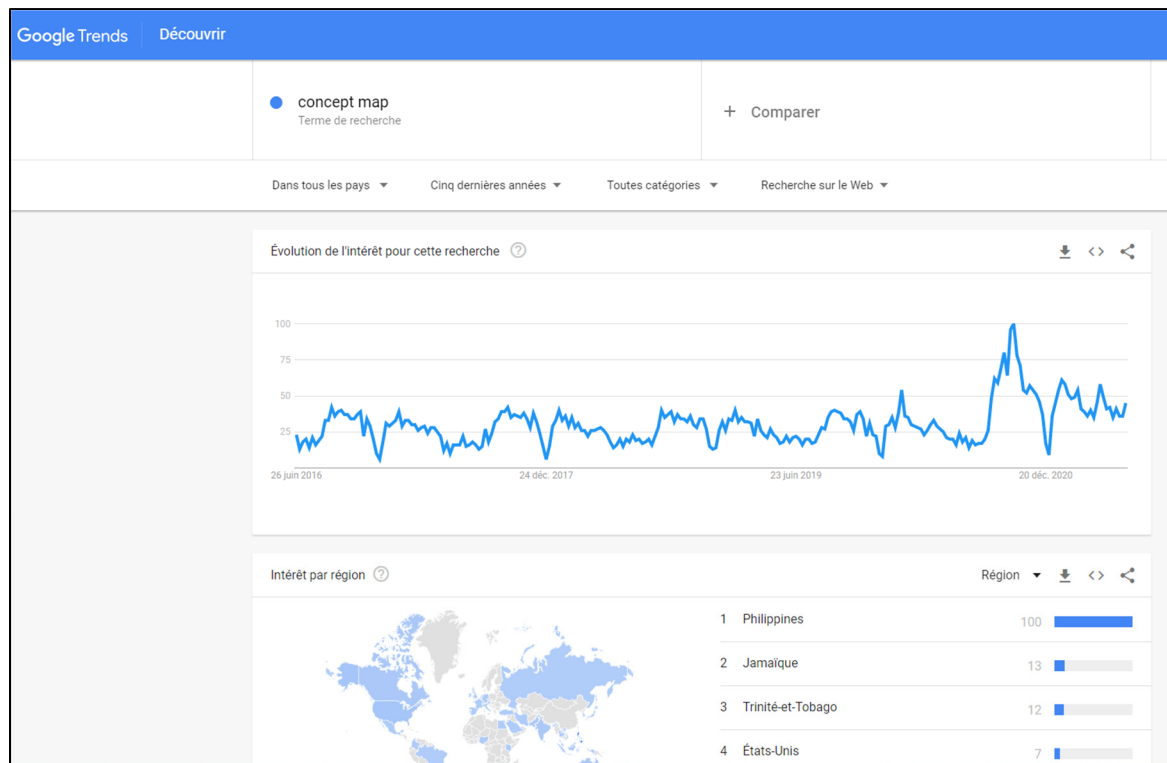 Google Trends Découvrir
concept map
Terme de recherche
+ Comparer
Dans tous les pays Cinq dernières années Toutes catégories Recherche sur le Web
Évolution de l'intérêt pour cette recherche ?
100
75
50
25
26 juin 2016 24 déc. 2017 23 juin 2019 20 déc. 2020
Intérêt par région ? Région
1 Philippines 100
2 Jamaïque 13
3 Trinité-et-Tobago 12
4 États-Unis 7